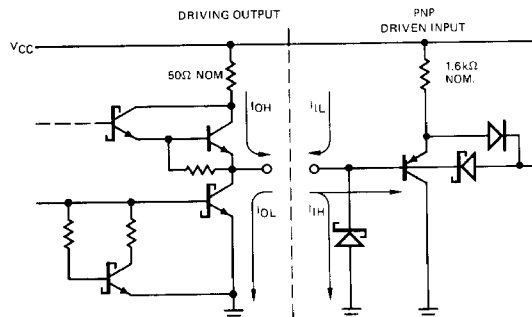 DRIVING OUTPUT
PNP
DRIVEN INPUT
VCC
50Ω NOM
1.6kΩ
NOM.
IOH
IIL
IOL
IIH